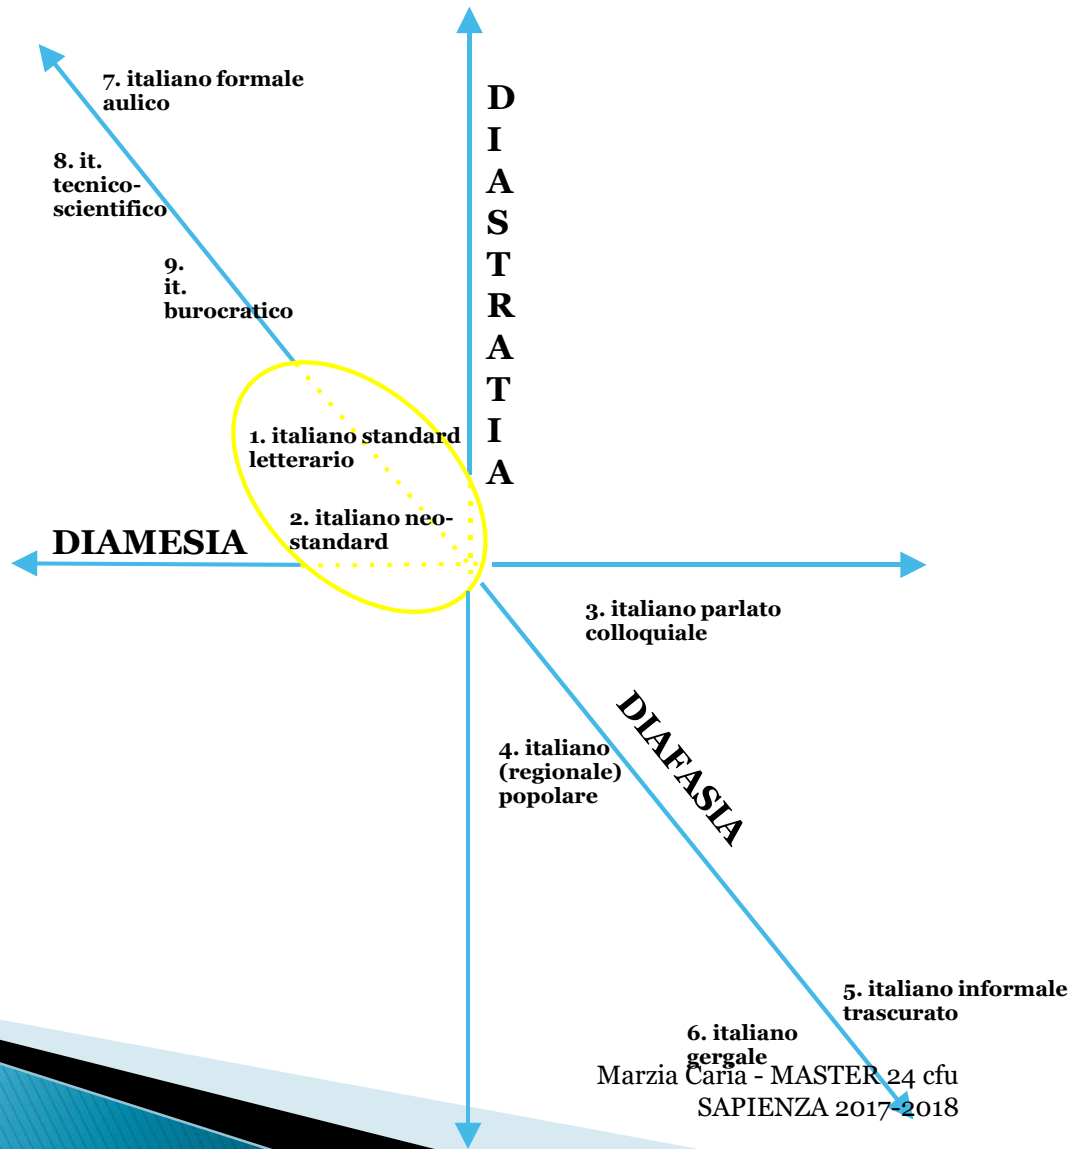 7. italiano formale
aulico
8. it.
tecnico-
scientifico
9.
it.
burocratico
D
I
A
S
T
R
A
T
I
A
1. italiano standard
letterario
2. italiano neo-
standard
DIAMESIA
3. italiano parlato
colloquiale
DIAFASIA
4. italiano
(regionale)
popolare
5. italiano informale
trascurato
6. italiano
gergale
Marzia Caria - MASTER 24 cfu
SAPIENZA 2017-2018